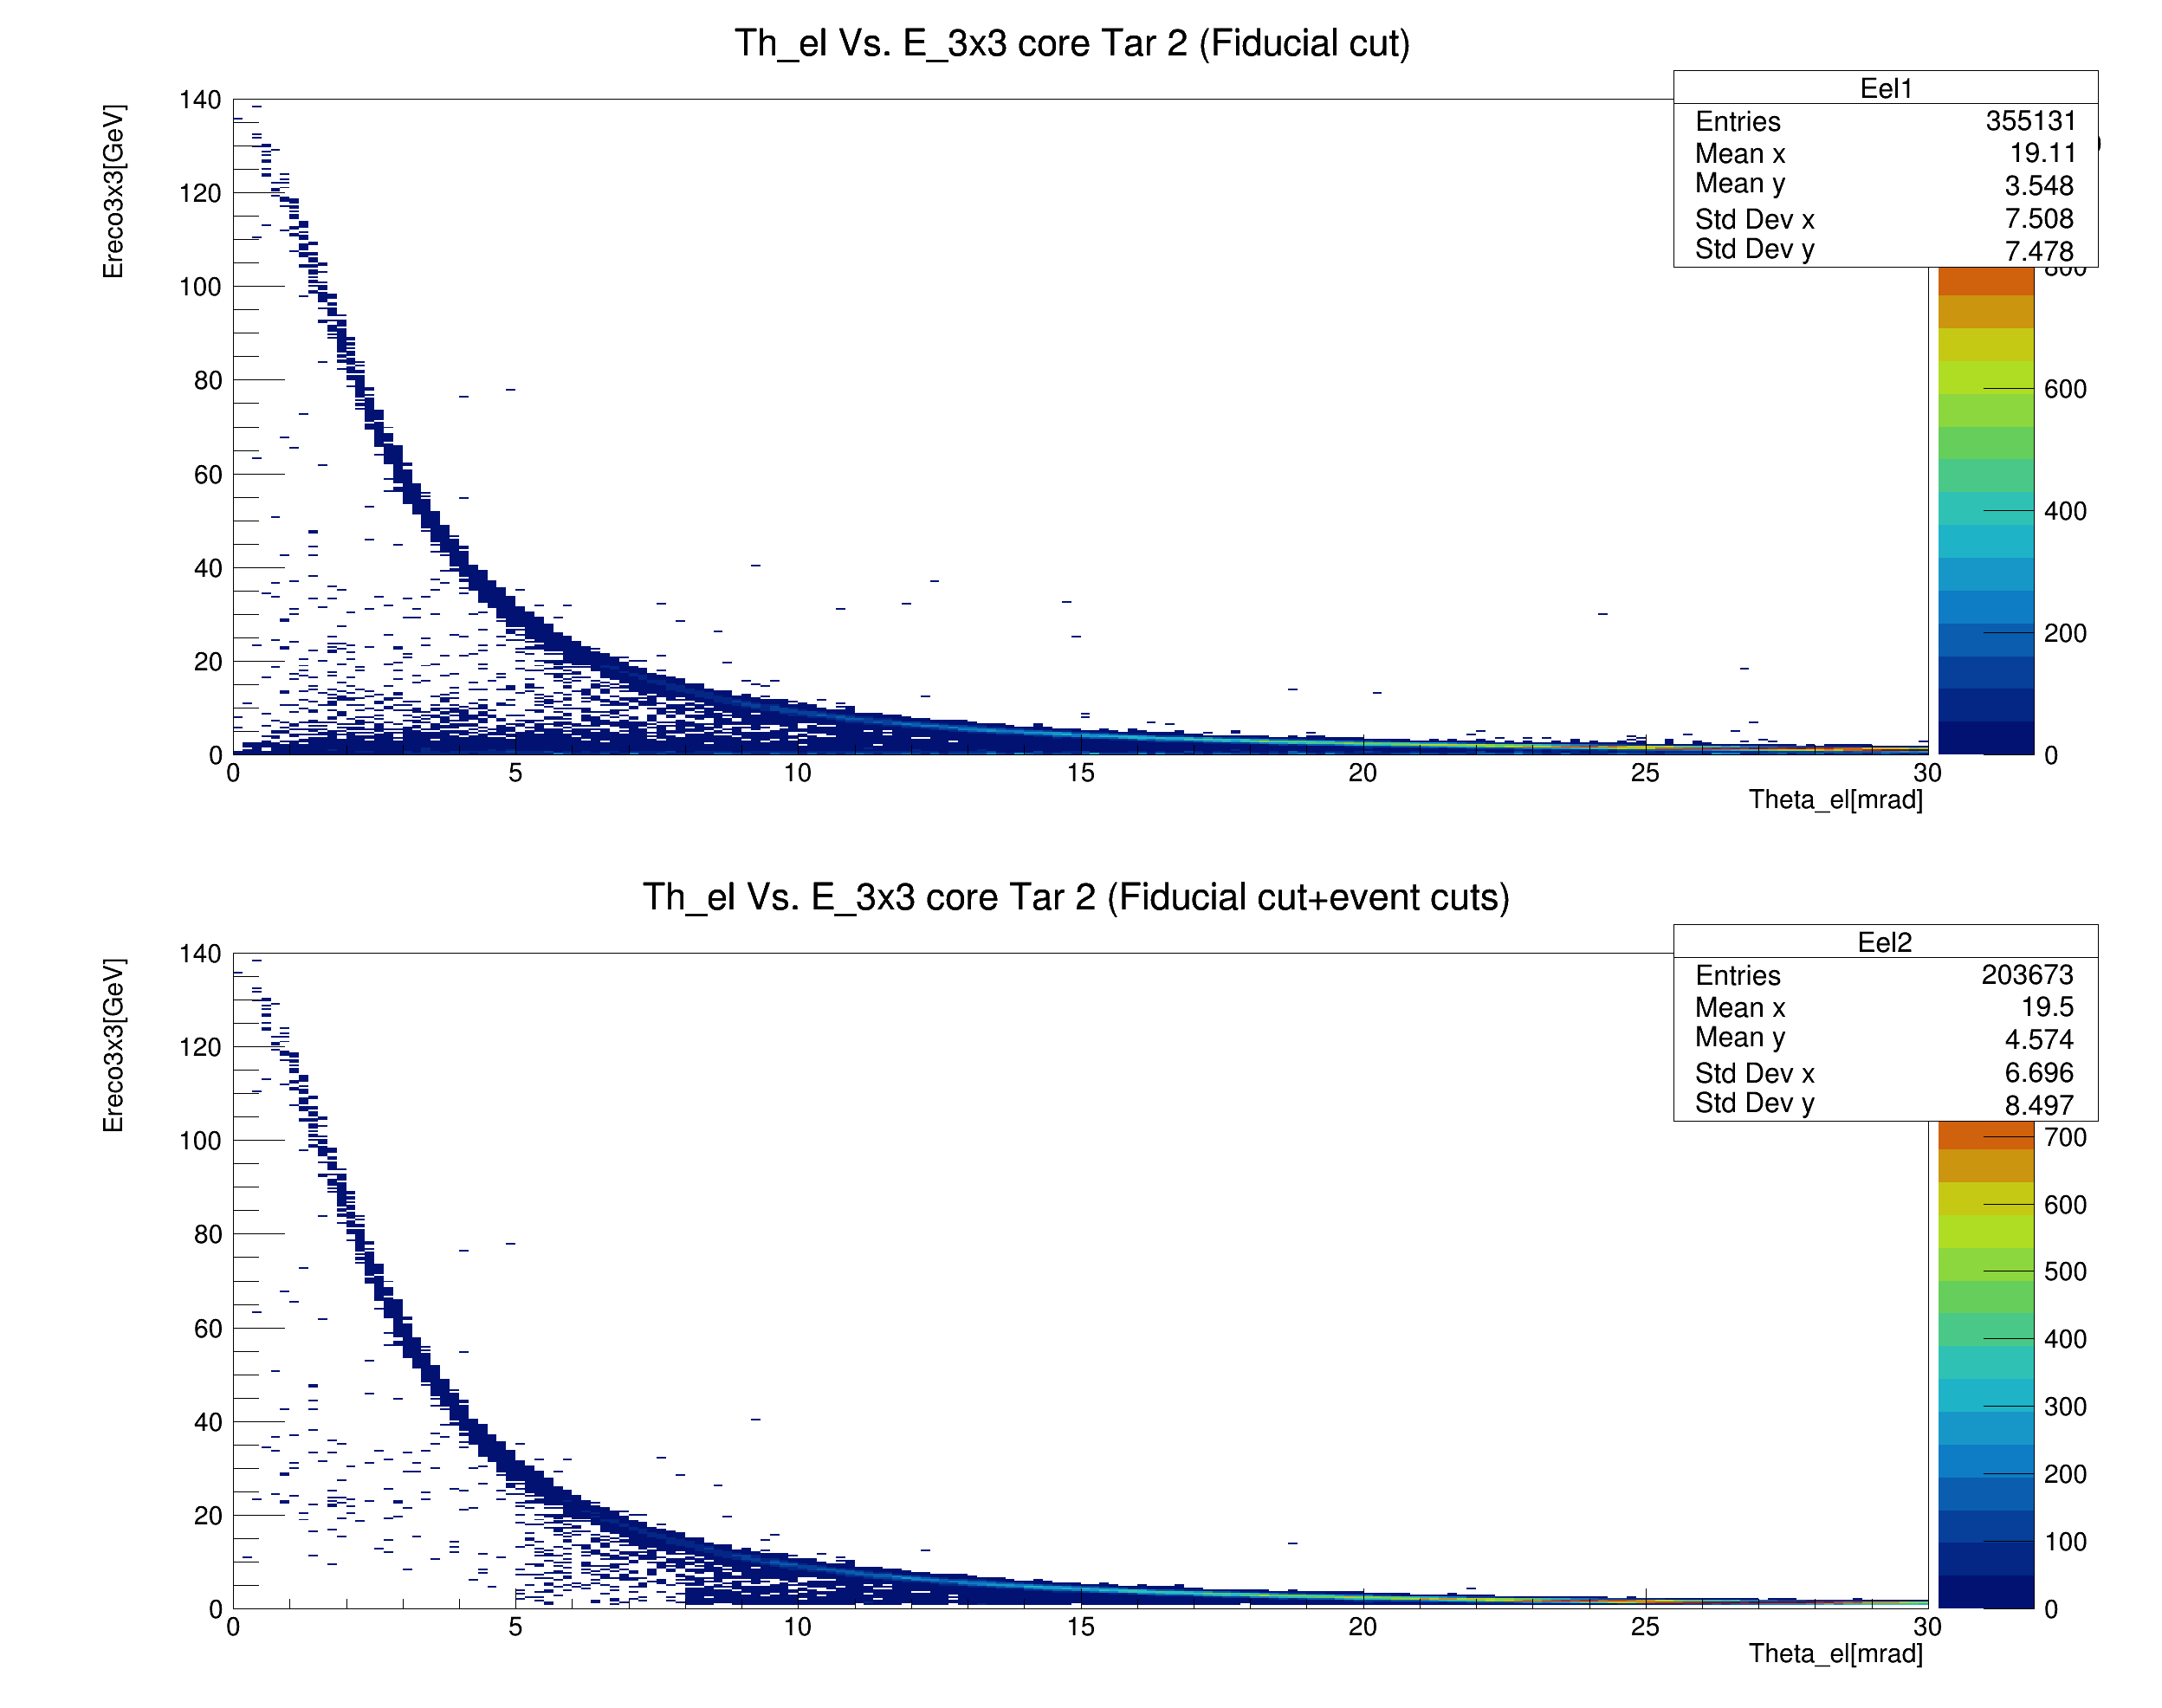 Th_el Vs. E_3x3 core Tar 2 (Fiducial cut)
Ereco3x3[GeV]
140
120
100
80
60
40
20
0
0 5 10 15 20 25 30
Theta_el[mrad]
Eel1
Entries 355131
Mean x 19.11
Mean y 3.548
Std Dev x 7.508
Std Dev y 7.478
800
600
400
200
0
Th_el Vs. E_3x3 core Tar 2 (Fiducial cut+event cuts)
Ereco3x3[GeV]
140
120
100
80
60
40
20
0
0 5 10 15 20 25 30
Theta_el[mrad]
Eel2
Entries 203673
Mean x 19.5
Mean y 4.574
Std Dev x 6.696
Std Dev y 8.497
700
600
500
400
300
200
100
0